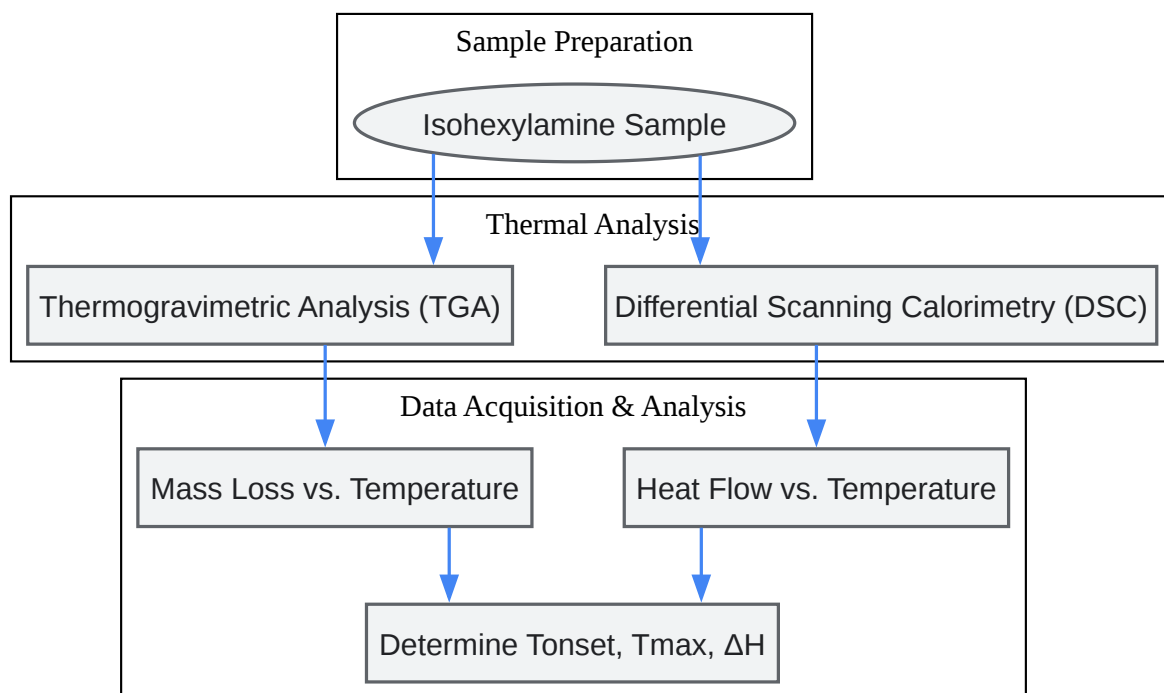 Sample Preparation
Isohexylamine Sample
Thermal Analysis
Thermogravimetric Analysis (TGA)
Differential Scanning Calorimetry (DSC)
Data Acquisition & Analysis
Mass Loss vs. Temperature
Heat Flow vs. Temperature
Determine Tonset, Tmax, ΔH